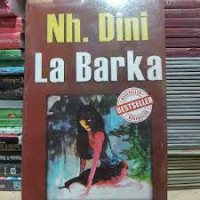 Nh. Dini
La Barka
BESTSELLER